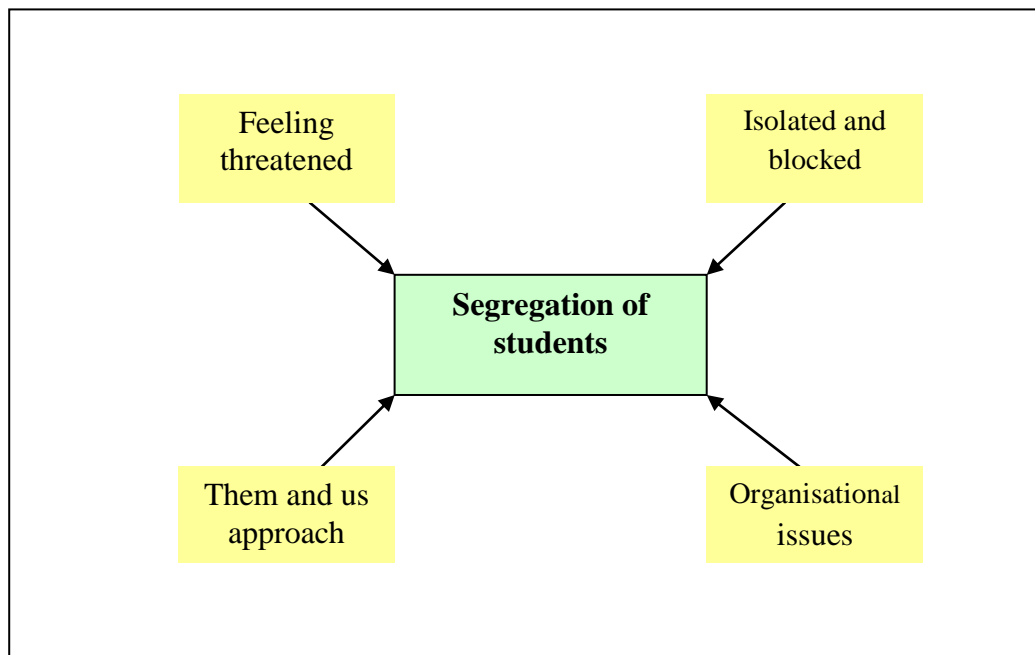 Feeling
threatened
Isolated and
blocked
Segregation of
students
Them and us
approach
Organisational
issues